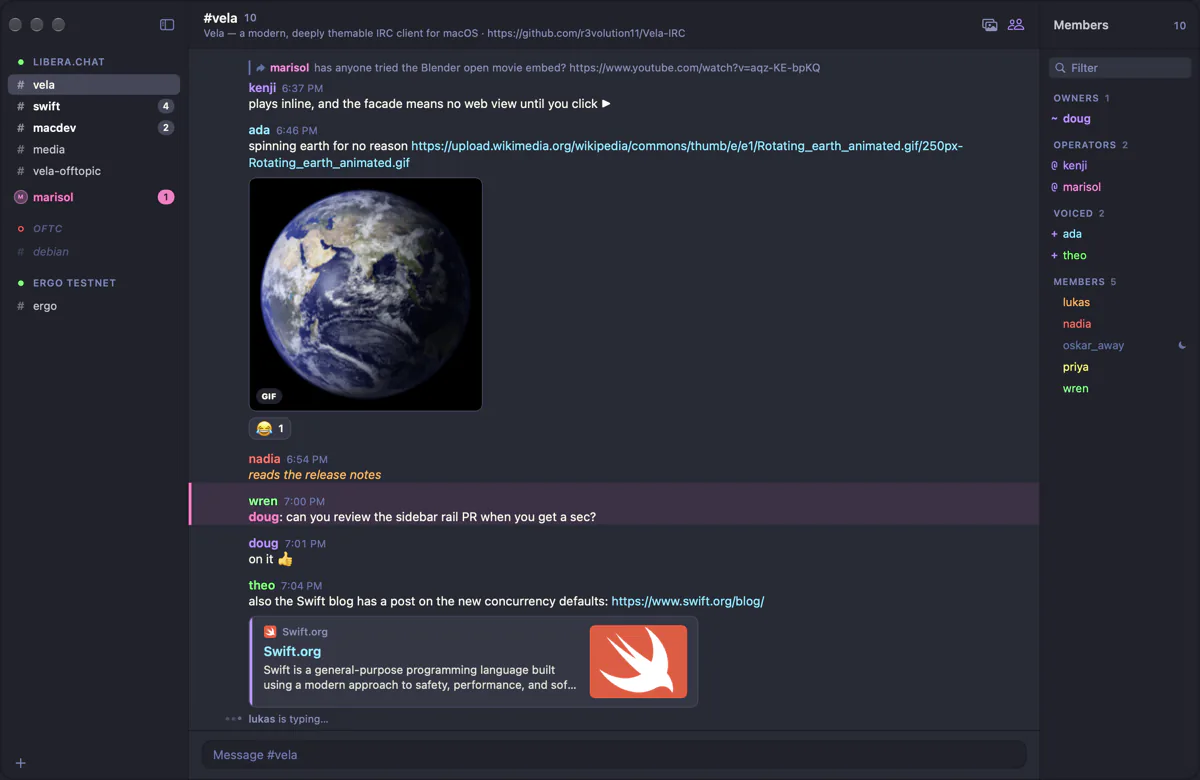 LIBERA.CHAT
# vela
# swift 4
# macdev 2
# media
# vela-offtopic
M marisol 1
OFTC
# debian
ERGO TESTNET
# ergo
+
#vela 10
Vela — a modern, deeply themable IRC client for macOS · https://github.com/r3volution11/Vela-IRC
marisol has anyone tried the Blender open movie embed? https://www.youtube.com/watch?v=aqz-KE-bpKQ
kenji 6:37 PM
plays inline, and the facade means no web view until you click ▶
ada 6:46 PM
spinning earth for no reason https://upload.wikimedia.org/wikipedia/commons/thumb/e/e1/Rotating_earth_animated.gif/250px-
Rotating_earth_animated.gif
GIF
😂 1
nadia 6:54 PM
reads the release notes
wren 7:00 PM
doug: can you review the sidebar rail PR when you get a sec?
doug 7:01 PM
on it 👍
theo 7:04 PM
also the Swift blog has a post on the new concurrency defaults: https://www.swift.org/blog/
Swift.org
Swift.org
Swift is a general-purpose programming language built
using a modern approach to safety, performance, and sof...
lukas is typing...
Message #vela
Members 10
Filter
OWNERS 1
~ doug
OPERATORS 2
@ kenji
@ marisol
VOICED 2
+ ada
+ theo
MEMBERS 5
lukas
nadia
oskar_away
priya
wren